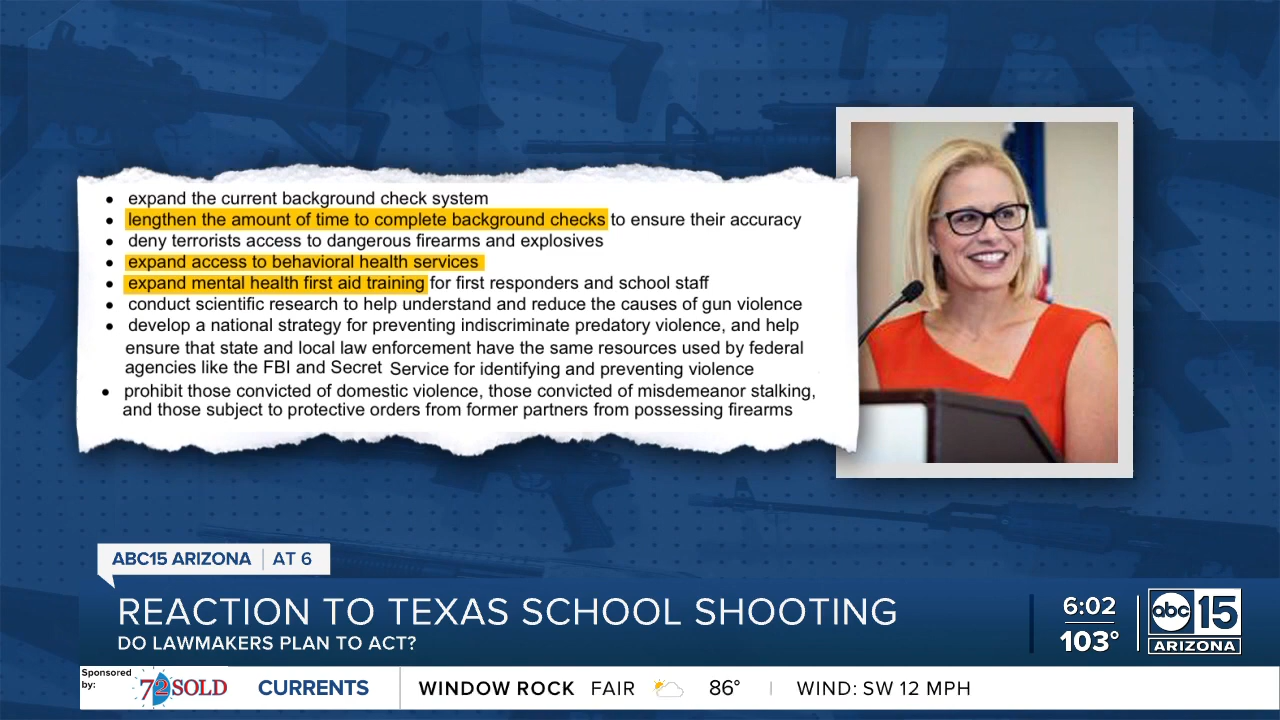 • expand the current background check system
• lengthen the amount of time to complete background checks to ensure their accuracy
• deny terrorists access to dangerous firearms and explosives
• expand access to behavioral health services
• expand mental health first aid training for first responders and school staff
• conduct scientific research to help understand and reduce the causes of gun violence
• develop a national strategy for preventing indiscriminate predatory violence, and help
ensure that state and local law enforcement have the same resources used by federal
agencies like the FBI and Secret Service for identifying and preventing violence
• prohibit those convicted of domestic violence, those convicted of misdemeanor stalking,
and those subject to protective orders from former partners from possessing firearms
ABC15 ARIZONA | AT 6
REACTION TO TEXAS SCHOOL SHOOTING
DO LAWMAKERS PLAN TO ACT?
6:02
103°
abc 15
ARIZONA
Sponsored
by:
72SOLD
CURRENTS
WINDOW ROCK FAIR 86° | WIND: SW 12 MPH